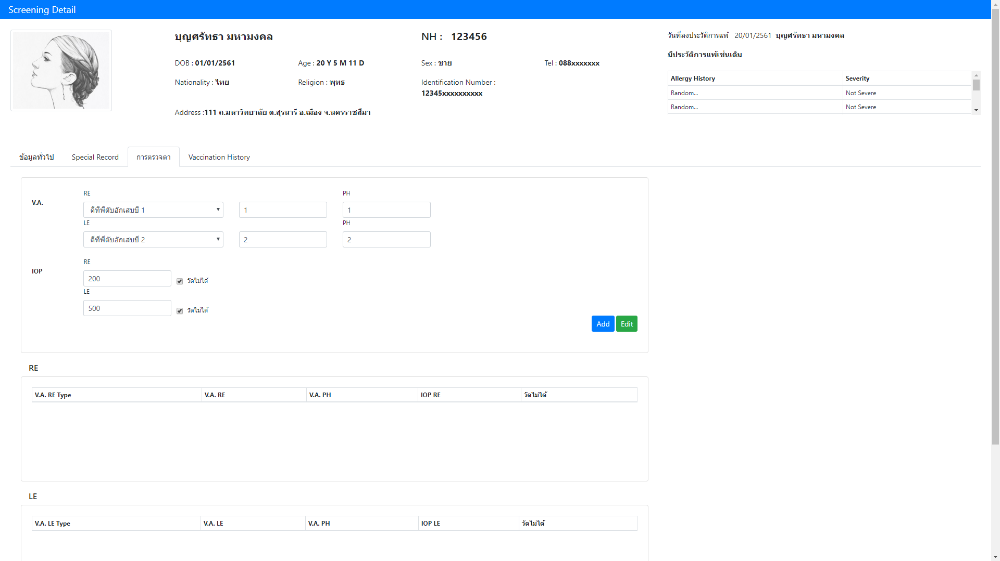 Screening Detail
บุญศรัทธา มหามงคล
NH : 123456
DOB : 01/01/2561
Age : 20 Y 5 M 11 D
Sex : ชาย
Tel : 088xxxxxxx
Nationality : ไทย
Religion : พุทธ
Identification Number :
12345xxxxxxxxxx
Address :111 ถ.มหาวิทยาลัย ต.สุรนารี อ.เมือง จ.นครราชสีมา
วันที่ลงประวัติการแพ้ 20/01/2561 บุญศรัทธา มหามงคล
มีประวัติการแพ้เช่นเดิม
Allergy History Severity
Random... Not Severe
Random... Not Severe
ข้อมูลทั่วไป Special Record การตรวจตา Vaccination History
RE PH
V.A.
ดีทีพีตับอักเสบบี 1 1 1
LE PH
ดีทีพีตับอักเสบบี 2 2 2
RE
IOP
200 วัดไม่ได้
LE
500 วัดไม่ได้
Add Edit
RE
V.A. RE Type V.A. RE V.A. PH IOP RE วัดไม่ได้
LE
V.A. LE Type V.A. LE V.A. PH IOP LE วัดไม่ได้